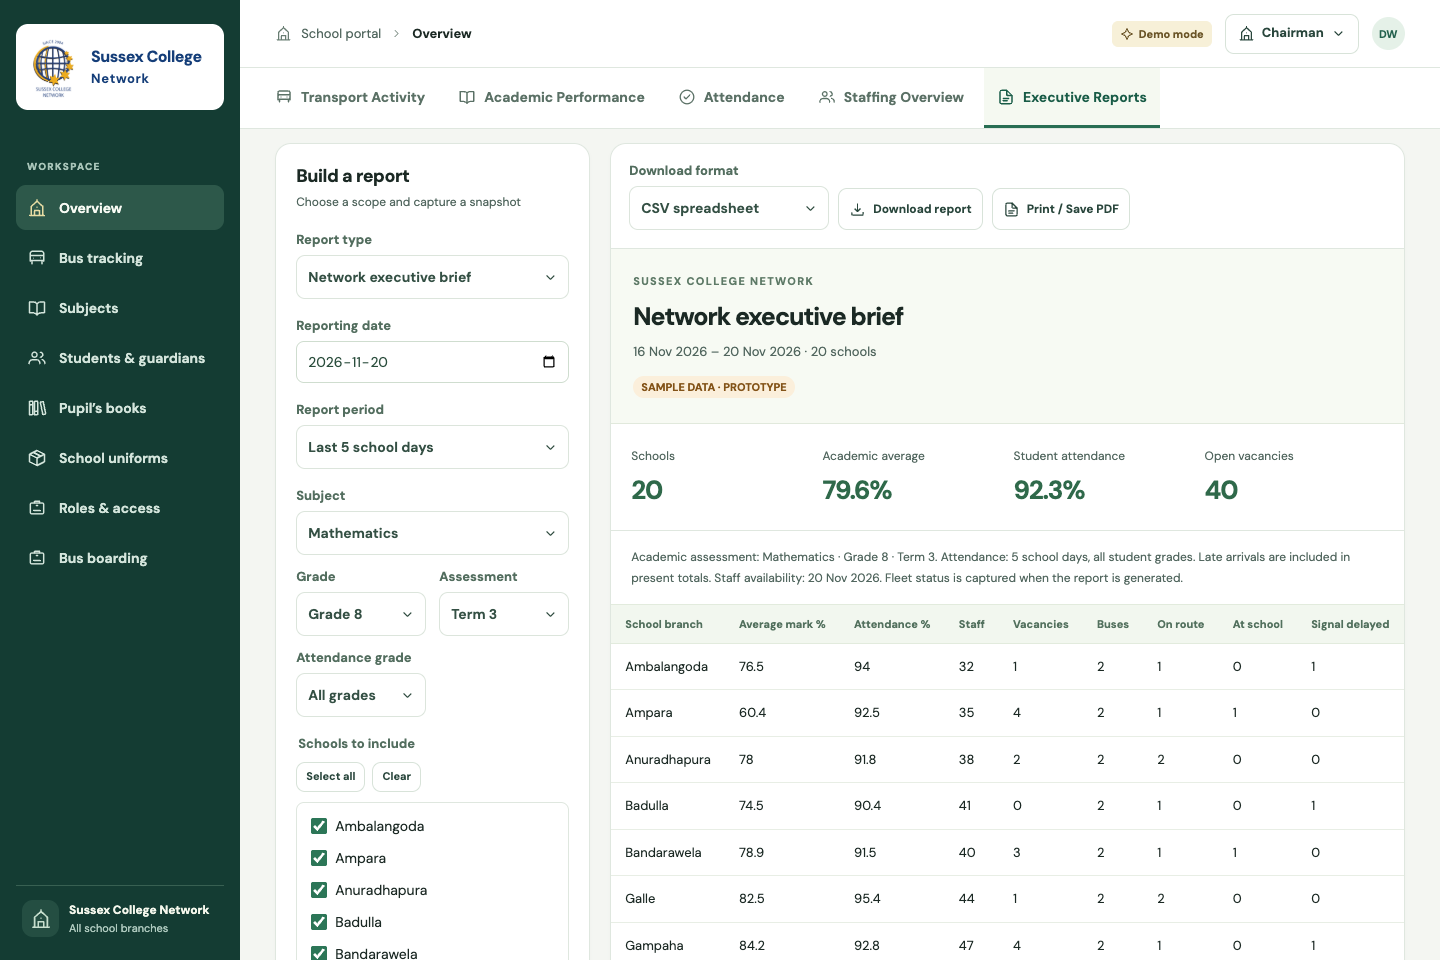 Sussex College
Network
SUSSEX COLLEGE
NETWORK
WORKSPACE
Overview
Bus tracking
Subjects
Students & guardians
Pupil's books
School uniforms
Roles & access
Bus boarding
Sussex College Network
All school branches
School portal > Overview
Demo mode
Chairman
DW
Transport Activity
Academic Performance
Attendance
Staffing Overview
Executive Reports
Build a report
Choose a scope and capture a snapshot
Report type
Network executive brief
Reporting date
2026-11-20
Report period
Last 5 school days
Subject
Mathematics
Grade Assessment
Grade 8 Term 3
Attendance grade
All grades
Schools to include
Select all Clear
Ambalangoda
Ampara
Anuradhapura
Badulla
Bandarawela
Download format
CSV spreadsheet Download report Print / Save PDF
SUSSEX COLLEGE NETWORK
Network executive brief
16 Nov 2026 – 20 Nov 2026 · 20 schools
SAMPLE DATA · PROTOTYPE
Schools Academic average Student attendance Open vacancies
20 79.6% 92.3% 40
Academic assessment: Mathematics · Grade 8 · Term 3. Attendance: 5 school days, all student grades. Late arrivals are included in
present totals. Staff availability: 20 Nov 2026. Fleet status is captured when the report is generated.
School branch Average mark % Attendance % Staff Vacancies Buses On route At school Signal delayed
Ambalangoda 76.5 94 32 1 2 1 0 1
Ampara 60.4 92.5 35 4 2 1 1 0
Anuradhapura 78 91.8 38 2 2 2 0 0
Badulla 74.5 90.4 41 0 2 1 0 1
Bandarawela 78.9 91.5 40 3 2 1 1 0
Galle 82.5 95.4 44 1 2 2 0 0
Gampaha 84.2 92.8 47 4 2 1 0 1